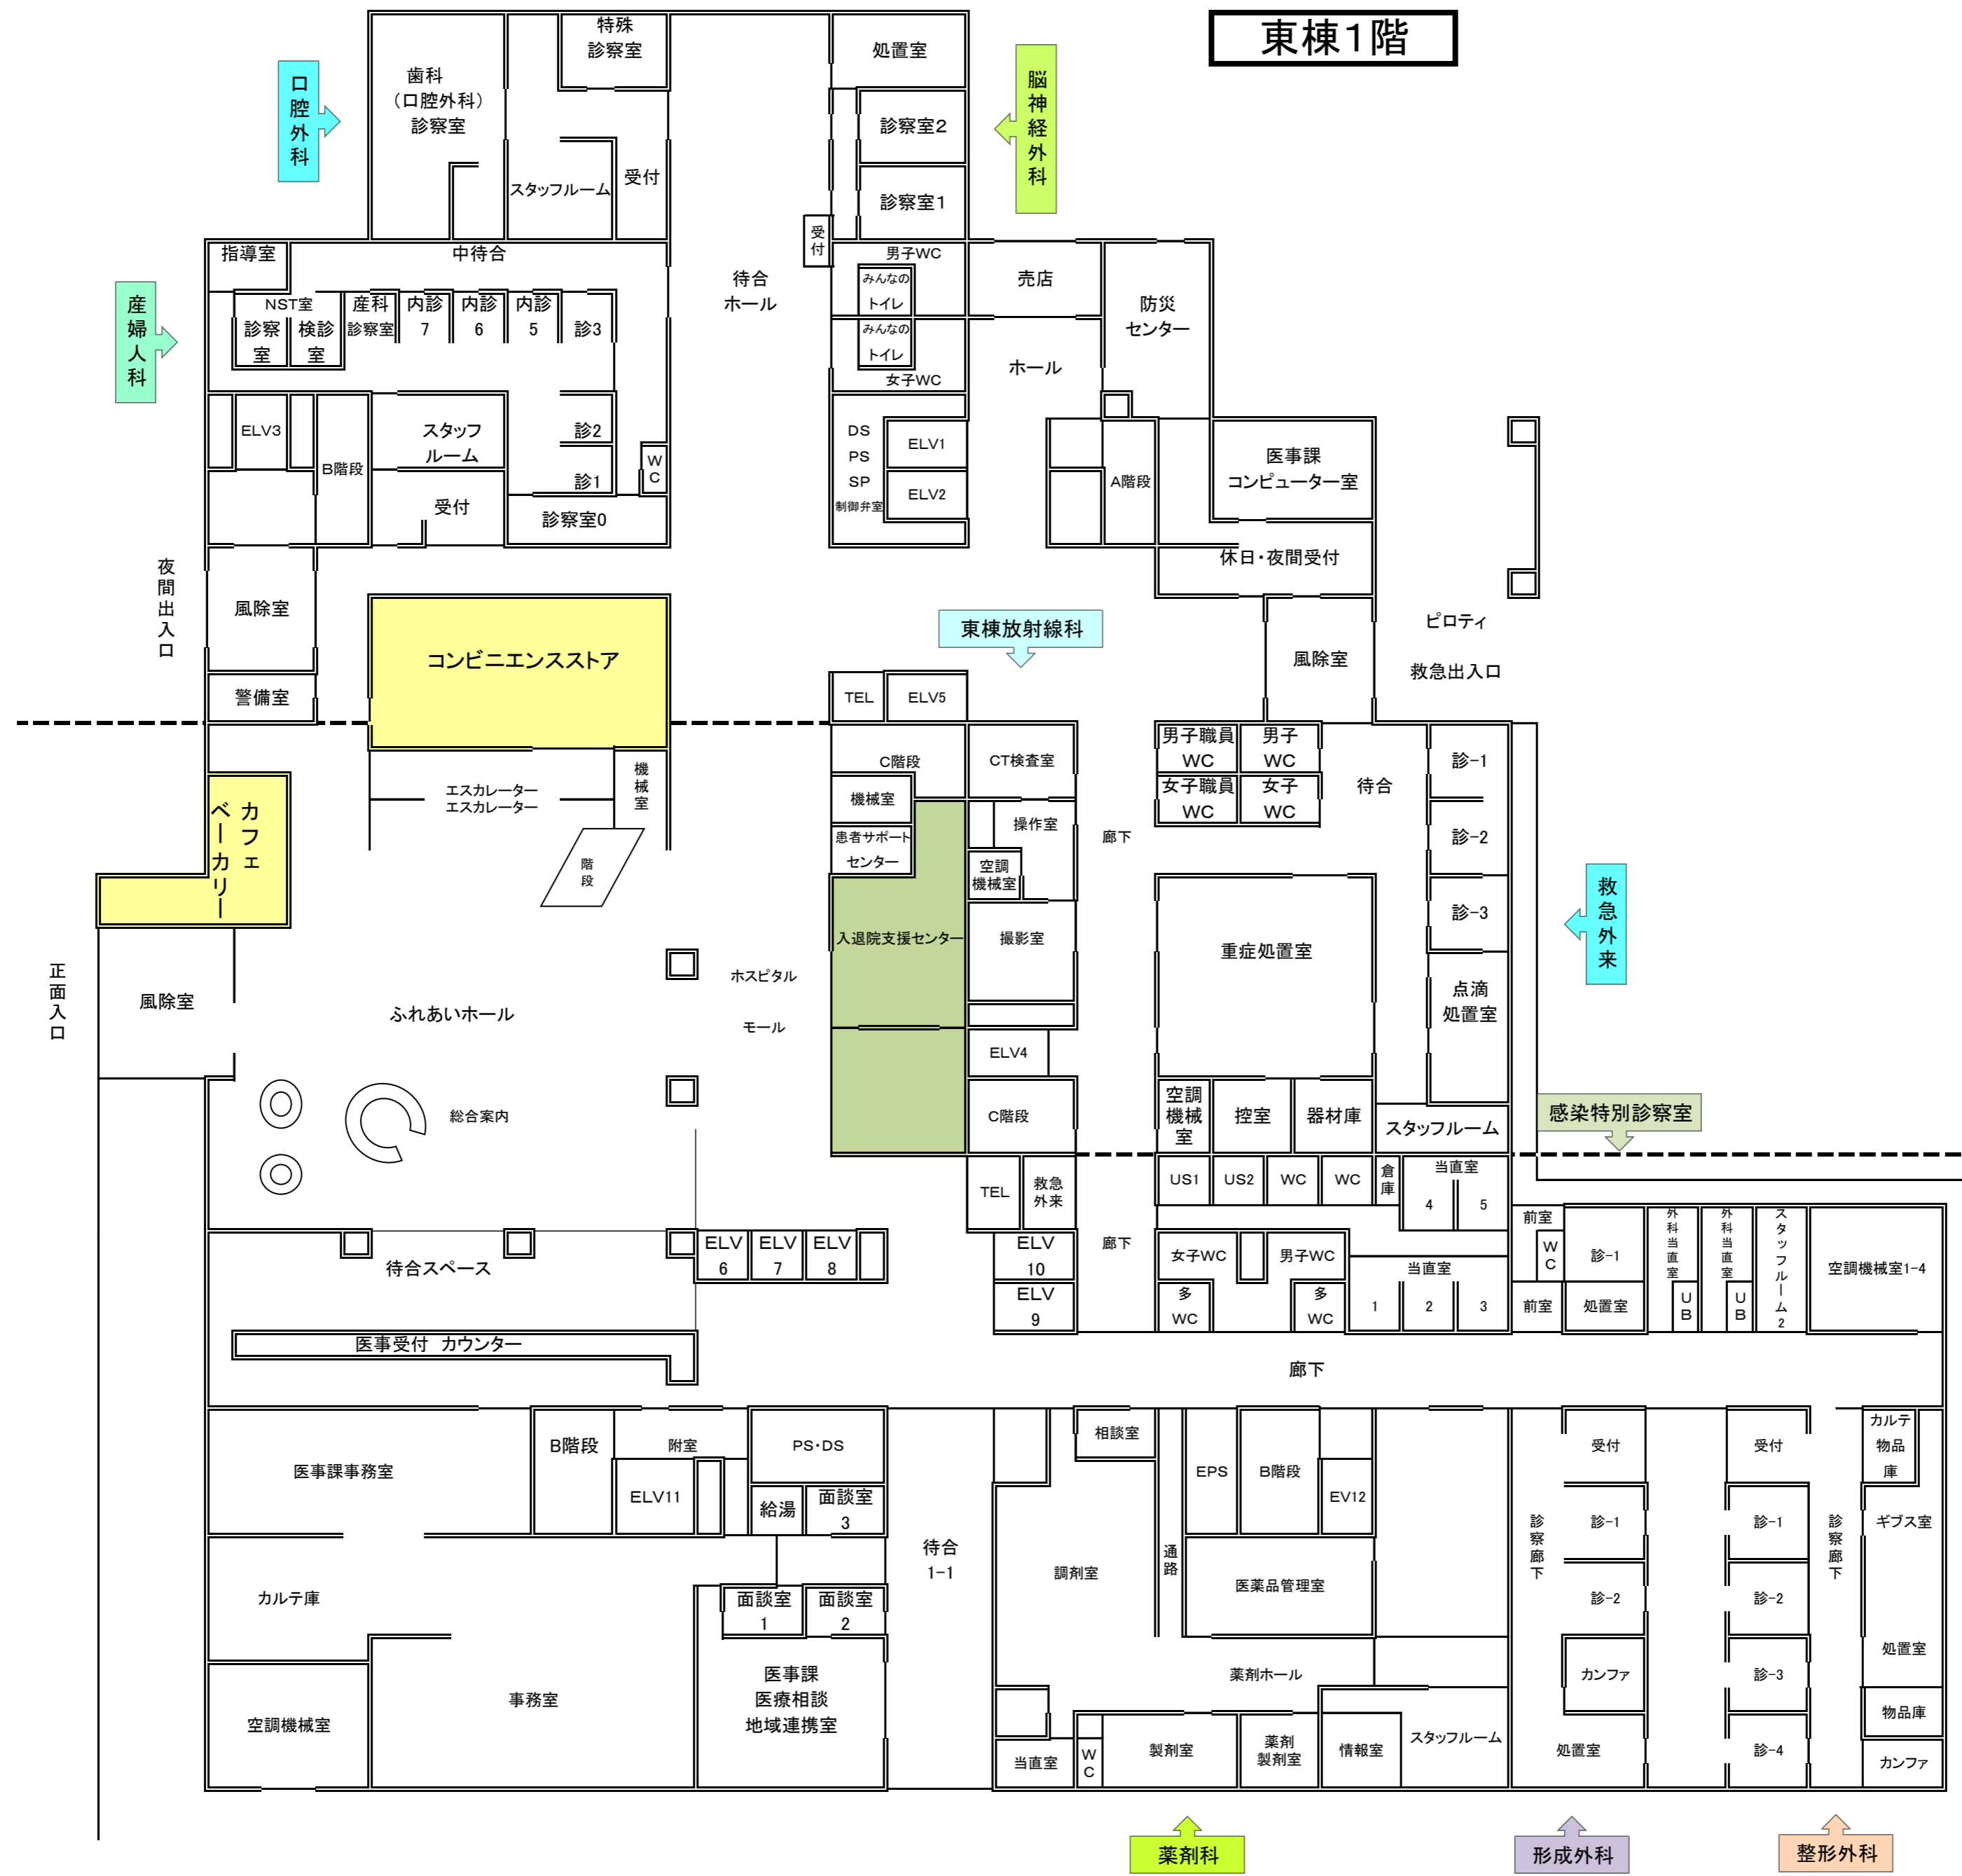 東棟1階
特殊
診察室
歯科
（口腔外科）
診察室
口腔外科
スタッフルーム
受付
処置室
診察室2
診察室1
脳神経外科
受付
待合
ホール
男子WC
みんなの
トイレ
みんなの
トイレ
女子WC
売店
防災
センター
ホール
指導室
中待合
NST室
診察
室
検診
室
産科
診察室
内診
7
内診
6
内診
5
診3
産婦人科
ELV3
B階段
スタッフ
ルーム
診2
診1
WC
受付
診察室0
DS
PS
SP
制御弁室
ELV1
ELV2
A階段
医事課
コンピューター室
休日・夜間受付
夜間出入口
風除室
警備室
コンビニエンスストア
東棟放射線科
風除室
ピロティ
救急出入口
TEL
ELV5
C階段
CT検査室
機械室
患者サポート
センター
操作室
空調
機械室
廊下
男子職員
WC
男子
WC
女子職員
WC
女子
WC
待合
診-1
診-2
診-3
点滴
処置室
救急外来
エスカレーター
エスカレーター
機械室
階段
カフェ
ベーカリー
正面入口
風除室
ふれあいホール
ホスピタル
モール
入退院支援センター
撮影室
重症処置室
ELV4
C階段
総合案内
空調
機械
室
控室
器材庫
スタッフルーム
感染特別診察室
TEL
救急
外来
US1
US2
WC
WC
倉庫
当直室
4
5
前室
WC
診-1
外科当直室
UB
外科当直室
UB
スタッフルーム2
空調機械室1-4
待合スペース
ELV
6
ELV
7
ELV
8
ELV
10
ELV
9
廊下
女子WC
男子WC
多
WC
多
WC
当直室
1
2
3
前室
処置室
医事受付 カウンター
廊下
医事課事務室
B階段
附室
ELV11
PS・DS
給湯
面談室
3
待合
1-1
相談室
調剤室
通路
EPS
B階段
EV12
医薬品管理室
受付
診-1
診-2
カンファ
処置室
診察廊下
受付
診-1
診-2
診-3
診-4
診察廊下
カルテ
物品
庫
ギブス室
処置室
物品庫
カンファ
カルテ庫
空調機械室
事務室
面談室
1
面談室
2
医事課
医療相談
地域連携室
薬剤ホール
当直室
WC
製剤室
薬剤
製剤室
情報室
スタッフルーム
薬剤科
形成外科
整形外科